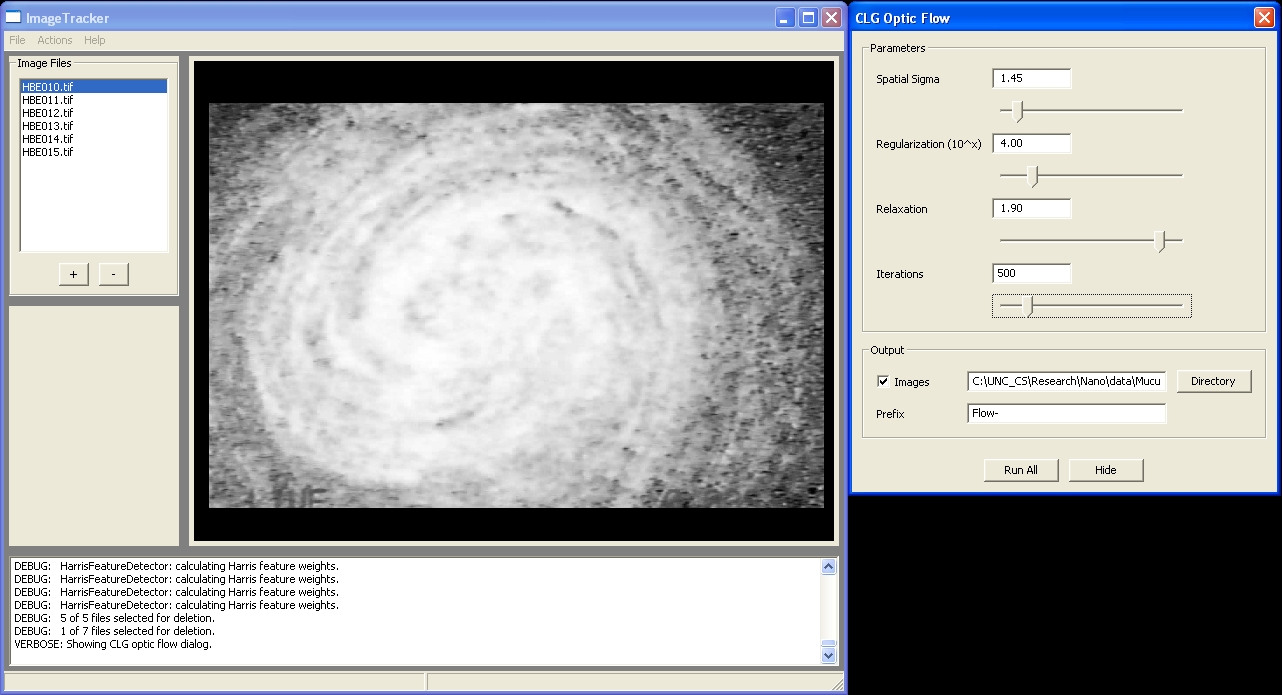 ImageTracker
File Actions Help
Image Files
HBE010.tif
HBE011.tif
HBE012.tif
HBE013.tif
HBE014.tif
HBE015.tif
+ -
DEBUG: HarrisFeatureDetector: calculating Harris feature weights.
DEBUG: HarrisFeatureDetector: calculating Harris feature weights.
DEBUG: HarrisFeatureDetector: calculating Harris feature weights.
DEBUG: HarrisFeatureDetector: calculating Harris feature weights.
DEBUG: 5 of 5 files selected for deletion.
DEBUG: 1 of 7 files selected for deletion.
VERBOSE: Showing CLG optic flow dialog.
CLG Optic Flow
Parameters
Spatial Sigma 1.45
Regularization (10^x) 4.00
Relaxation 1.90
Iterations 500
Output
Images C:\UNC_CS\Research\Nano\data\Mucu Directory
Prefix Flow-
Run All Hide